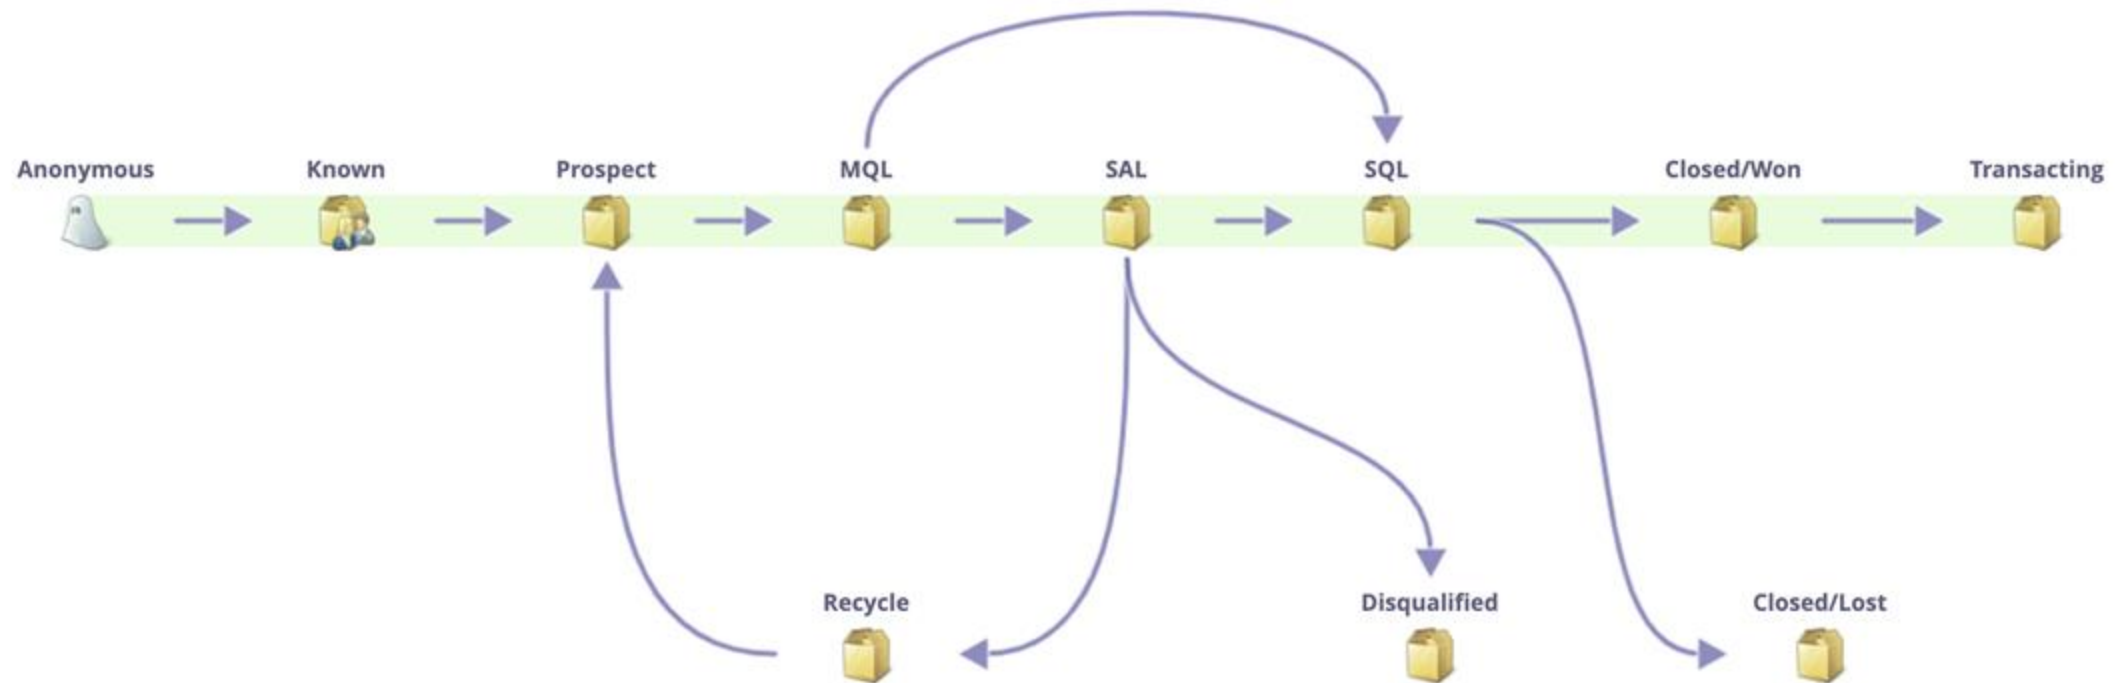 Anonymous
Known
Prospect
MQL
SAL
SQL
Closed/Won
Transacting
Recycle
Disqualified
Closed/Lost